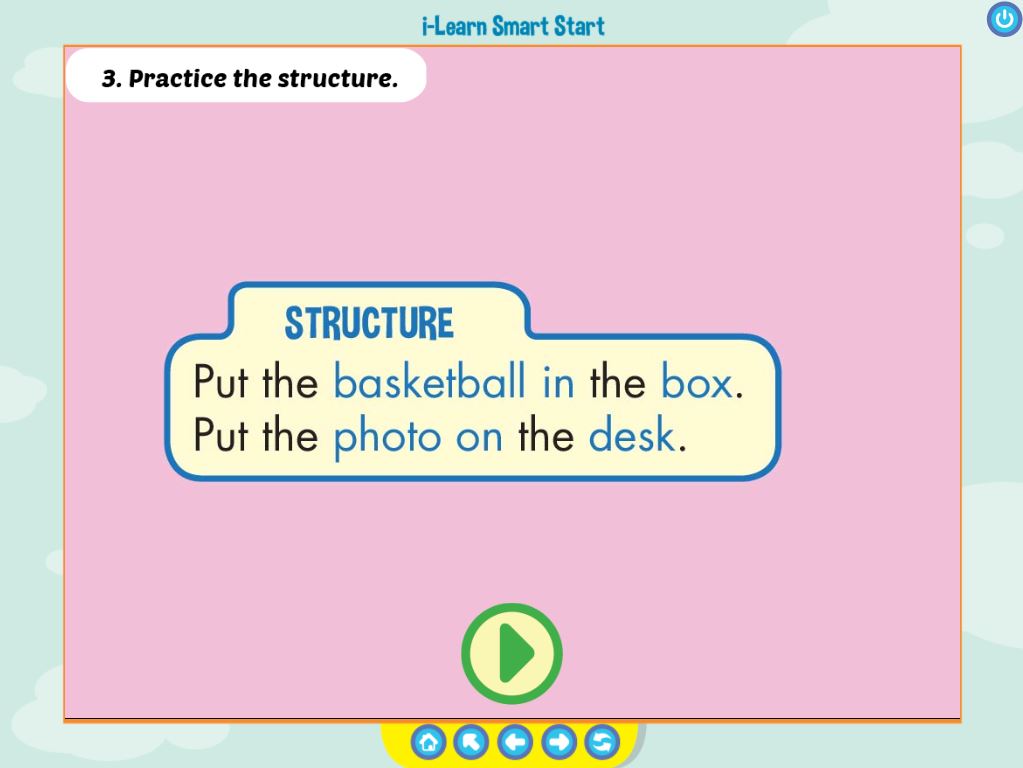 i-Learn Smart Start
3. Practice the structure.
STRUCTURE
Put the basketball in the box.
Put the photo on the desk.